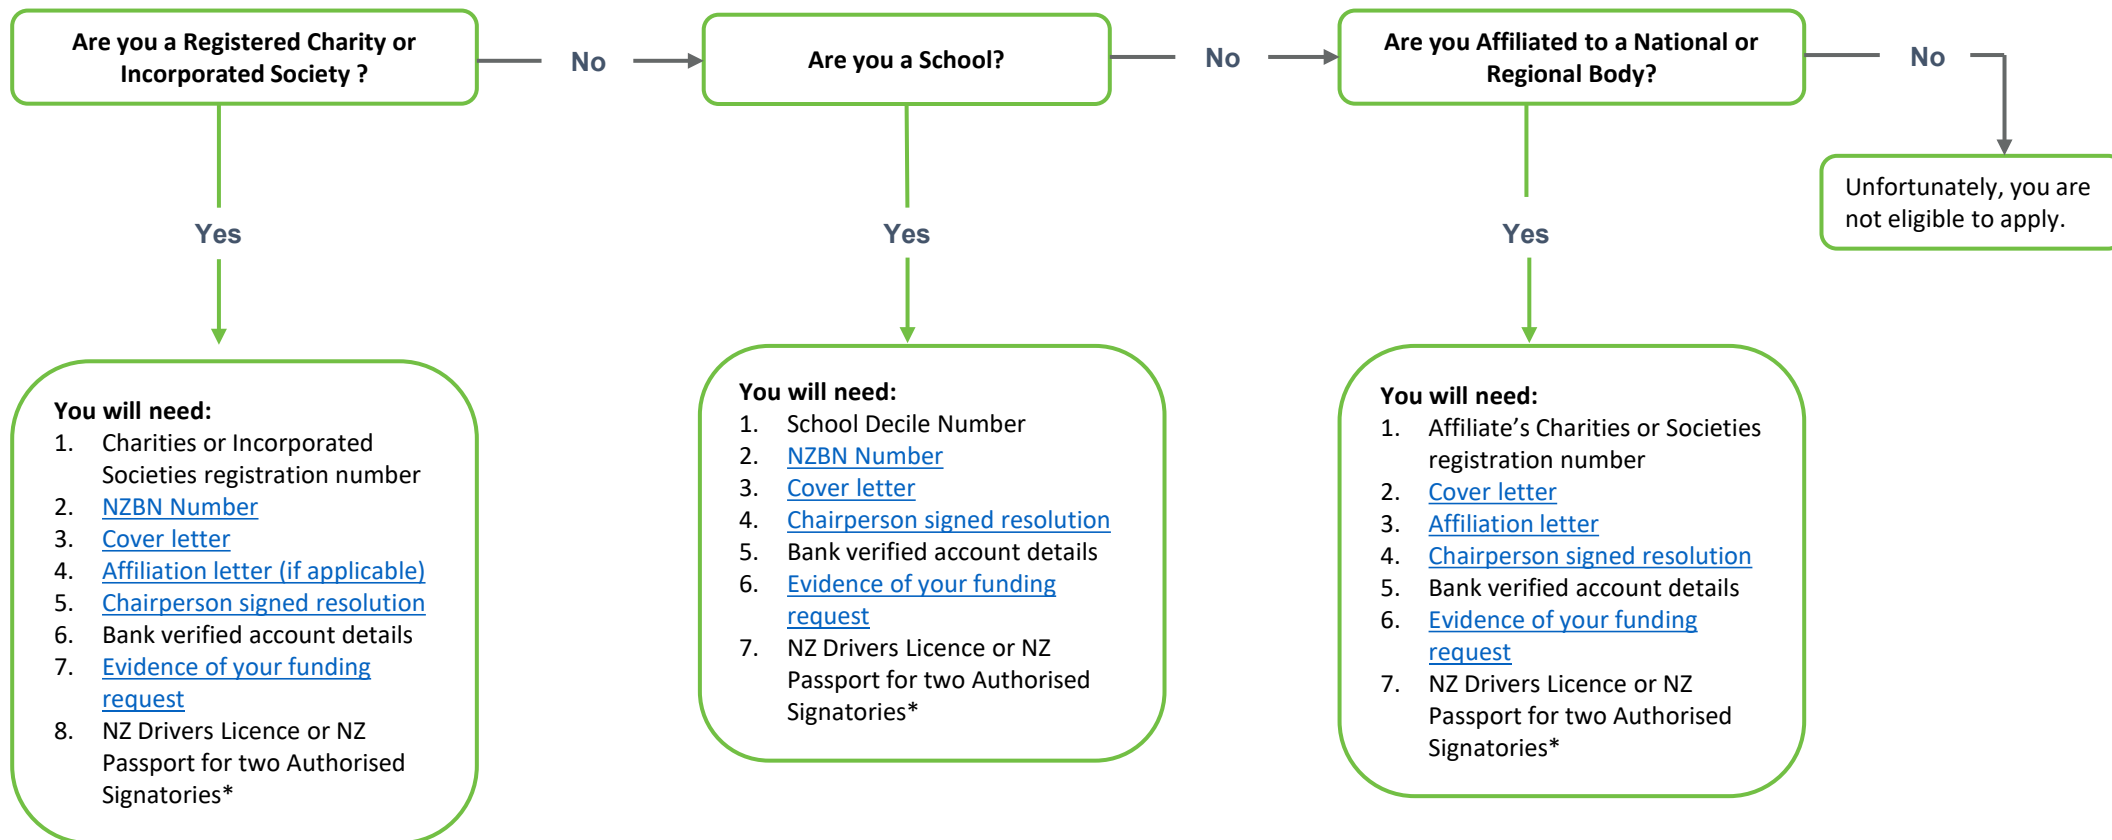 Are you a Registered Charity or
Incorporated Society ?
No
Are you a School?
No
Are you Affiliated to a National or
Regional Body?
No
Unfortunately, you are
not eligible to apply.
Yes
Yes
Yes
You will need:
1. Charities or Incorporated
Societies registration number
2. NZBN Number
3. Cover letter
4. Affiliation letter (if applicable)
5. Chairperson signed resolution
6. Bank verified account details
7. Evidence of your funding
request
8. NZ Drivers Licence or NZ
Passport for two Authorised
Signatories*
You will need:
1. School Decile Number
2. NZBN Number
3. Cover letter
4. Chairperson signed resolution
5. Bank verified account details
6. Evidence of your funding
request
7. NZ Drivers Licence or NZ
Passport for two Authorised
Signatories*
You will need:
1. Affiliate’s Charities or Societies
registration number
2. Cover letter
3. Affiliation letter
4. Chairperson signed resolution
5. Bank verified account details
6. Evidence of your funding
request
7. NZ Drivers Licence or NZ
Passport for two Authorised
Signatories*